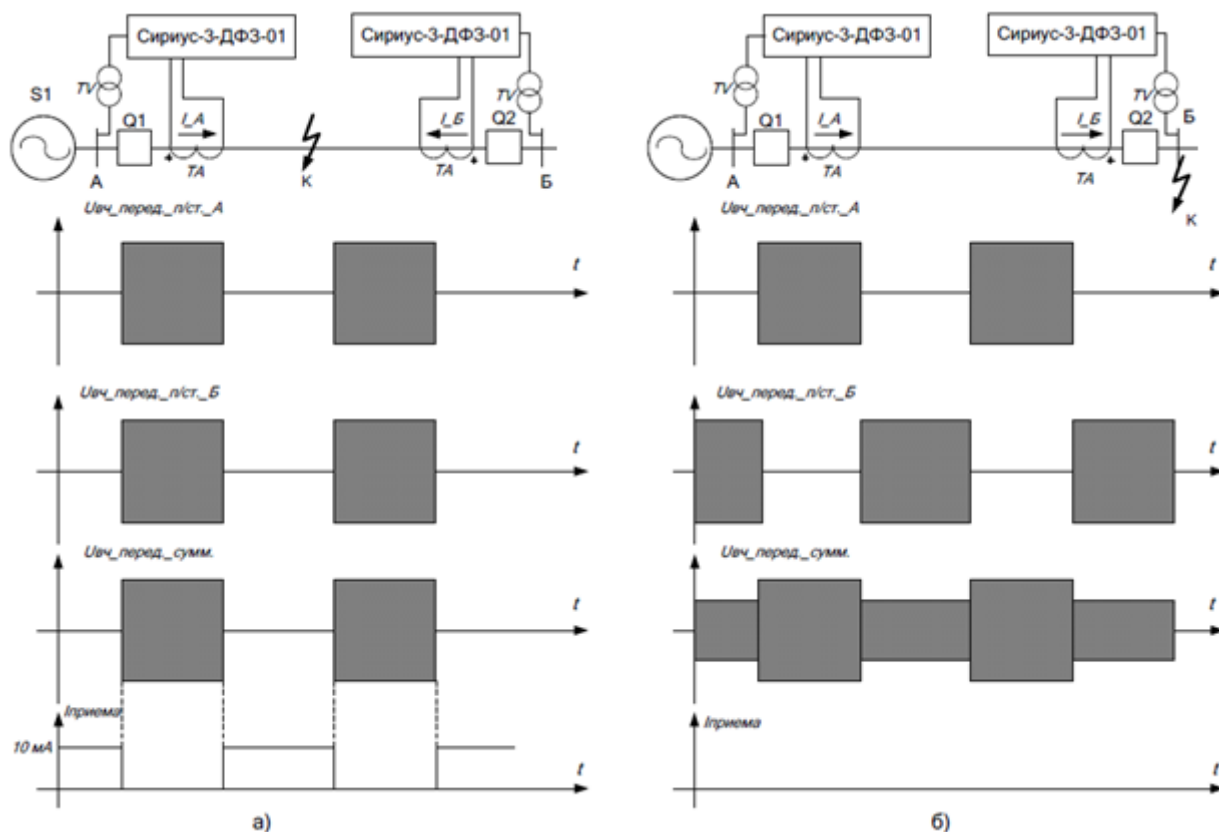 Сириус-3-ДФЗ-01
Сириус-3-ДФЗ-01
S1
TV
Q1
I_А
TA
А
К
I_Б
TA
TV
Q2
Б
Uвч_перед._п/ст._А
t
Uвч_перед._п/ст._Б
t
Uвч_перед._сумм.
t
Iприема
10 мА
t
а)
Сириус-3-ДФЗ-01
Сириус-3-ДФЗ-01
TV
Q1
I_А
TA
А
I_Б
TA
TV
Q2
Б
К
Uвч_перед._п/ст._А
t
Uвч_перед._п/ст._Б
t
Uвч_перед._сумм.
t
Iприема
t
б)